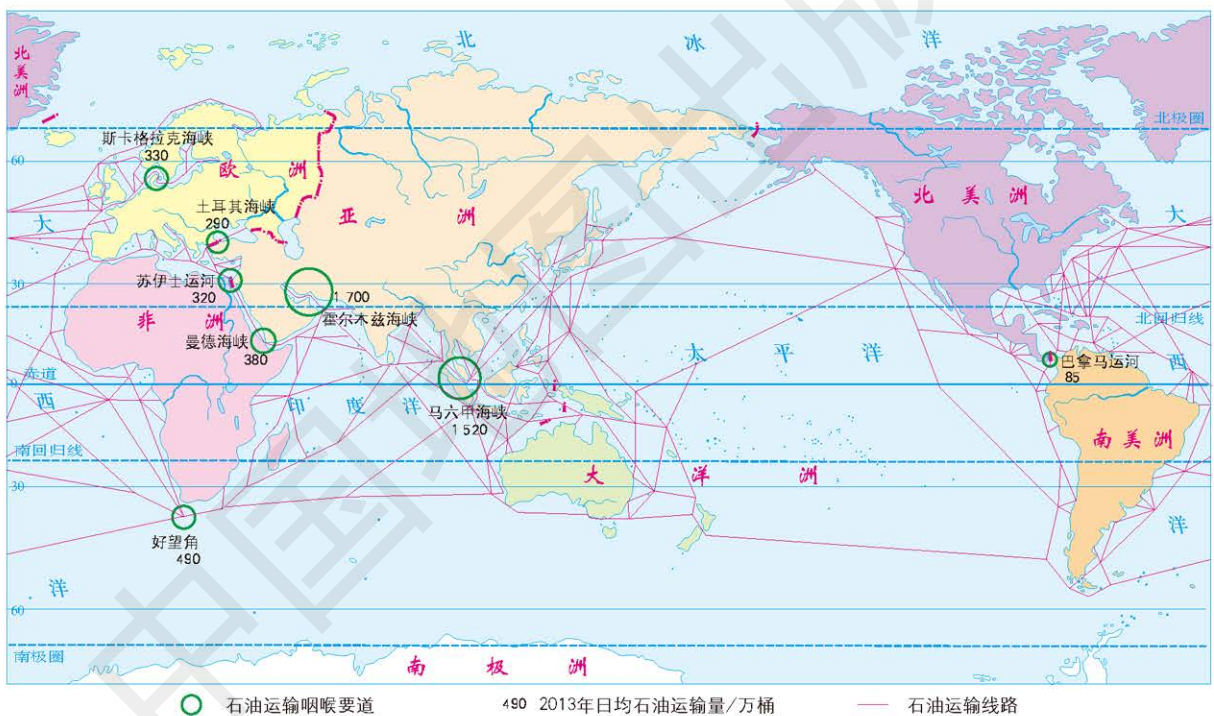 北 冰 洋
北美洲
北极圈
斯卡格拉克海峡
330
60
欧 洲
亚 洲
北 美 洲
大
大
土耳其海峡
290
30
苏伊士运河
320
1 700
霍尔木兹海峡
北回归线
非 洲
曼德海峡
380
太 平 洋
巴拿马运河
85
西
赤道
0
西
印 度 洋
马六甲海峡
1 520
南美洲
南回归线
大 洋 洲
30
好望角
490
洋
洋
60
南极圈
南 极 洲
中国地图出版
石油运输咽喉要道
490 2013年日均石油运输量/万桶
石油运输线路